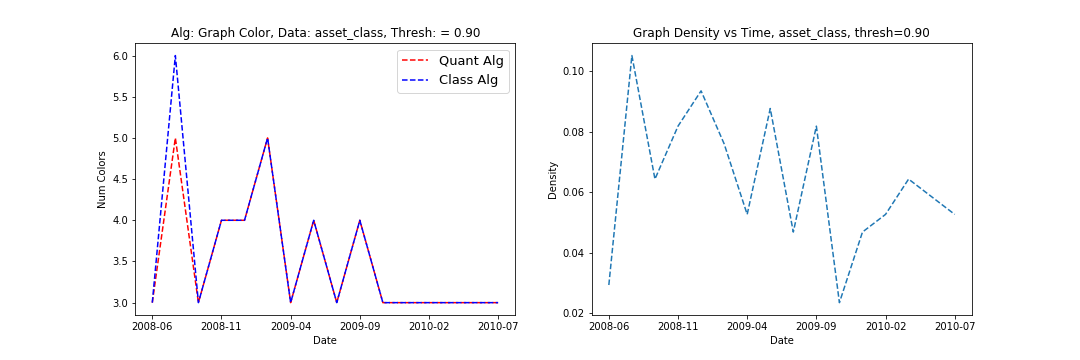 Alg: Graph Color, Data: asset_class, Thresh: = 0.90
6.0
5.5
5.0
4.5
4.0
3.5
3.0
Num Colors
Quant Alg
Class Alg
2008-06 2008-11 2009-04 2009-09 2010-02 2010-07
Date
Graph Density vs Time, asset_class, thresh=0.90
0.10
0.08
0.06
0.04
0.02
Density
2008-06 2008-11 2009-04 2009-09 2010-02 2010-07
Date